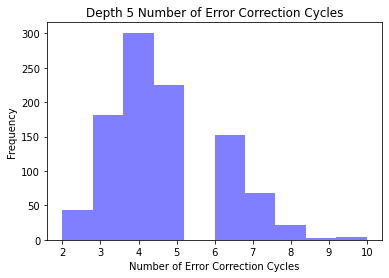 Depth 5 Number of Error Correction Cycles
Frequency
300
250
200
150
100
50
0
2 3 4 5 6 7 8 9 10
Number of Error Correction Cycles